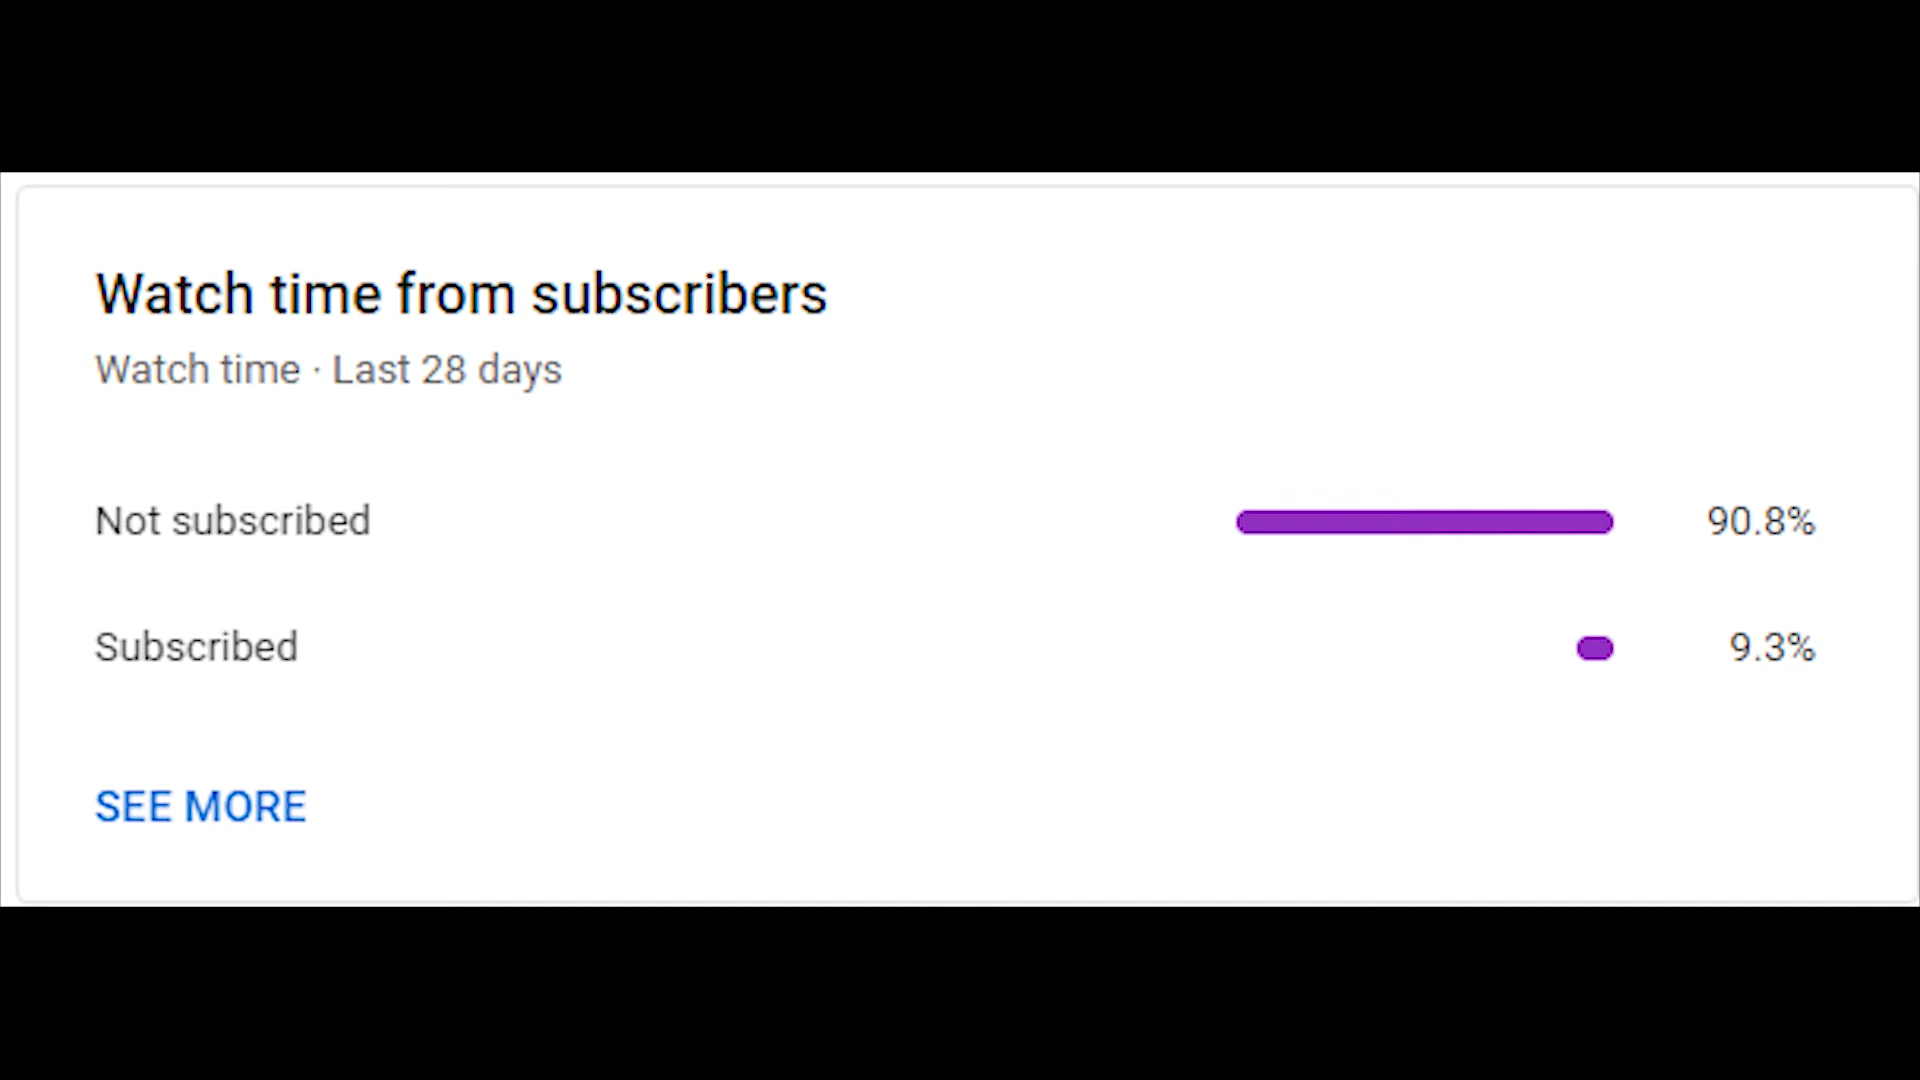 Watch time from subscribers
Watch time · Last 28 days
Not subscribed 90.8%
Subscribed 9.3%
SEE MORE